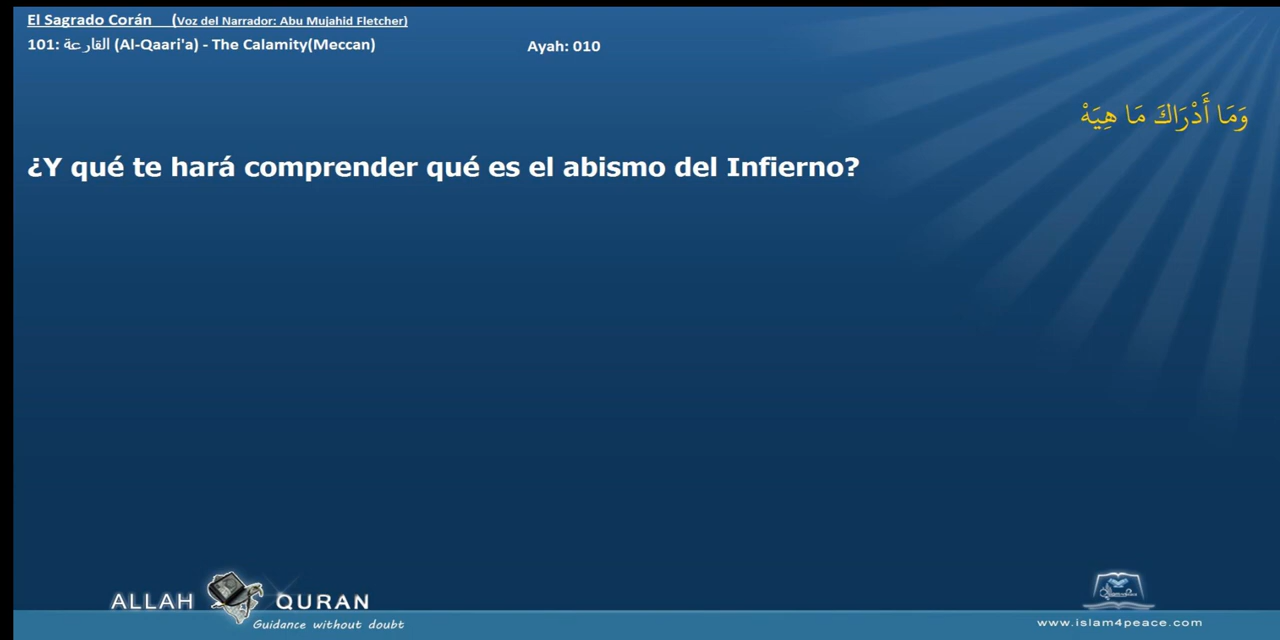 El Sagrado Corán (Voz del Narrador: Abu Mujahid Fletcher)
101: القارعة (Al-Qaari'a) - The Calamity(Meccan) Ayah: 010
وَمَا أَدْرَاكَ مَا هِيَهْ
¿Y qué te hará comprender qué es el abismo del Infierno?
ALLAH QURAN
Guidance without doubt
www.islam4peace.com